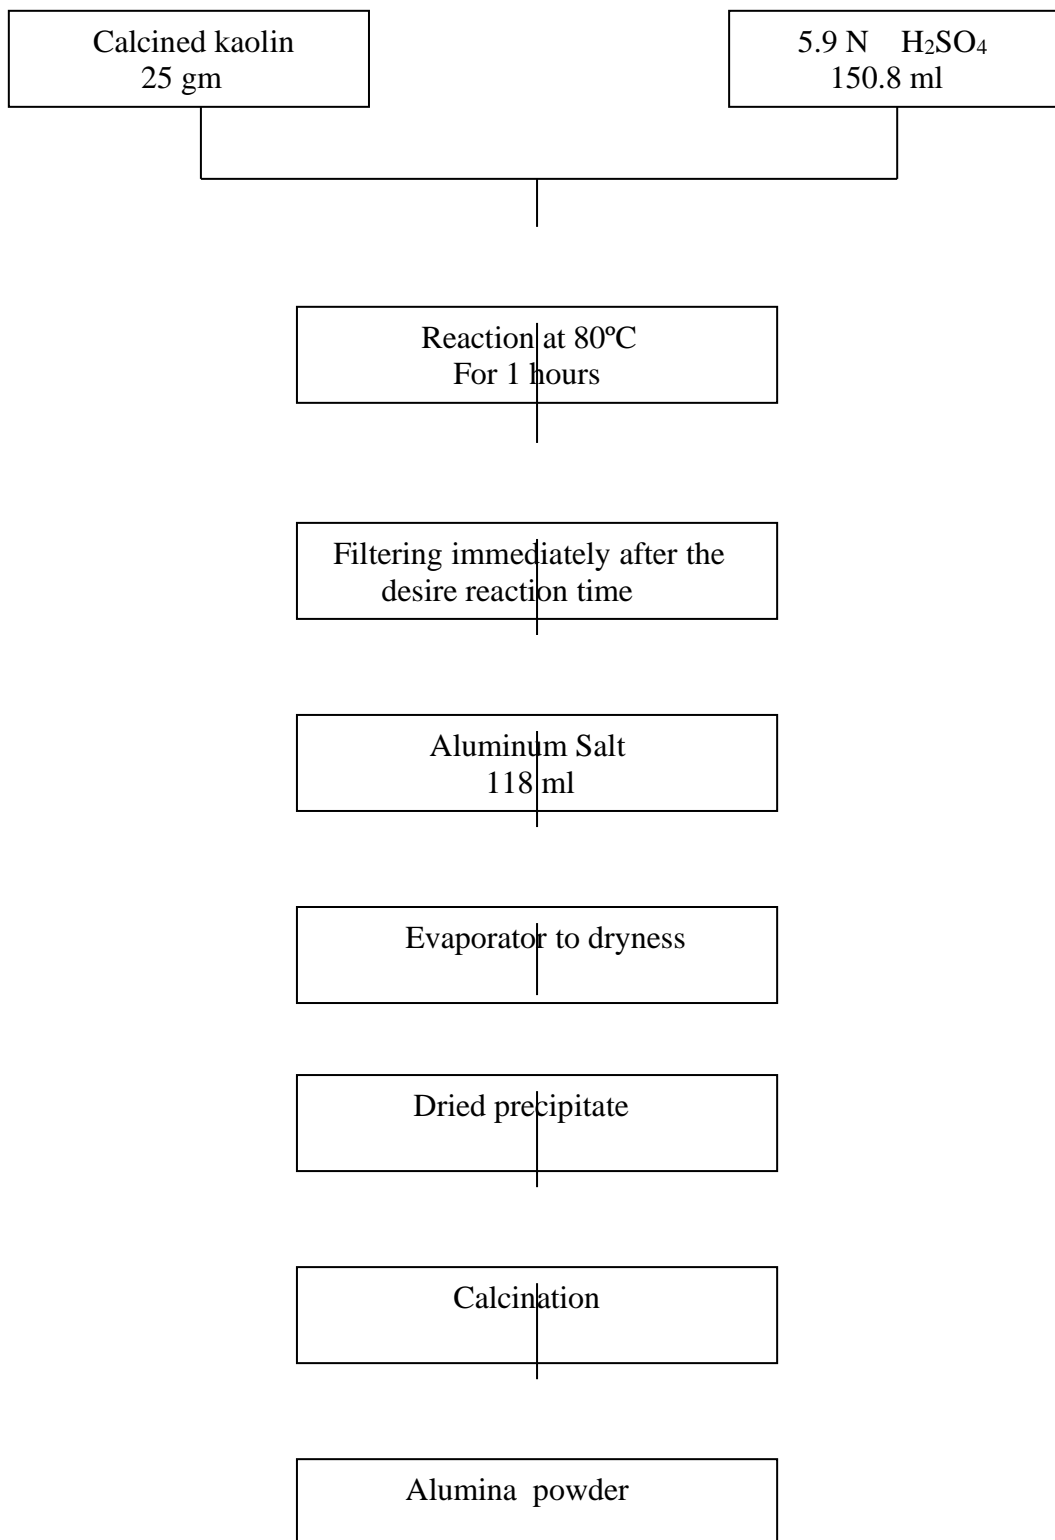 Calcined kaolin
25 gm
5.9 N H₂SO₄
150.8 ml
Reaction at 80ºC
For 1 hours
Filtering immediately after the
desire reaction time
Aluminum Salt
118 ml
Evaporator to dryness
Dried precipitate
Calcination
Alumina powder